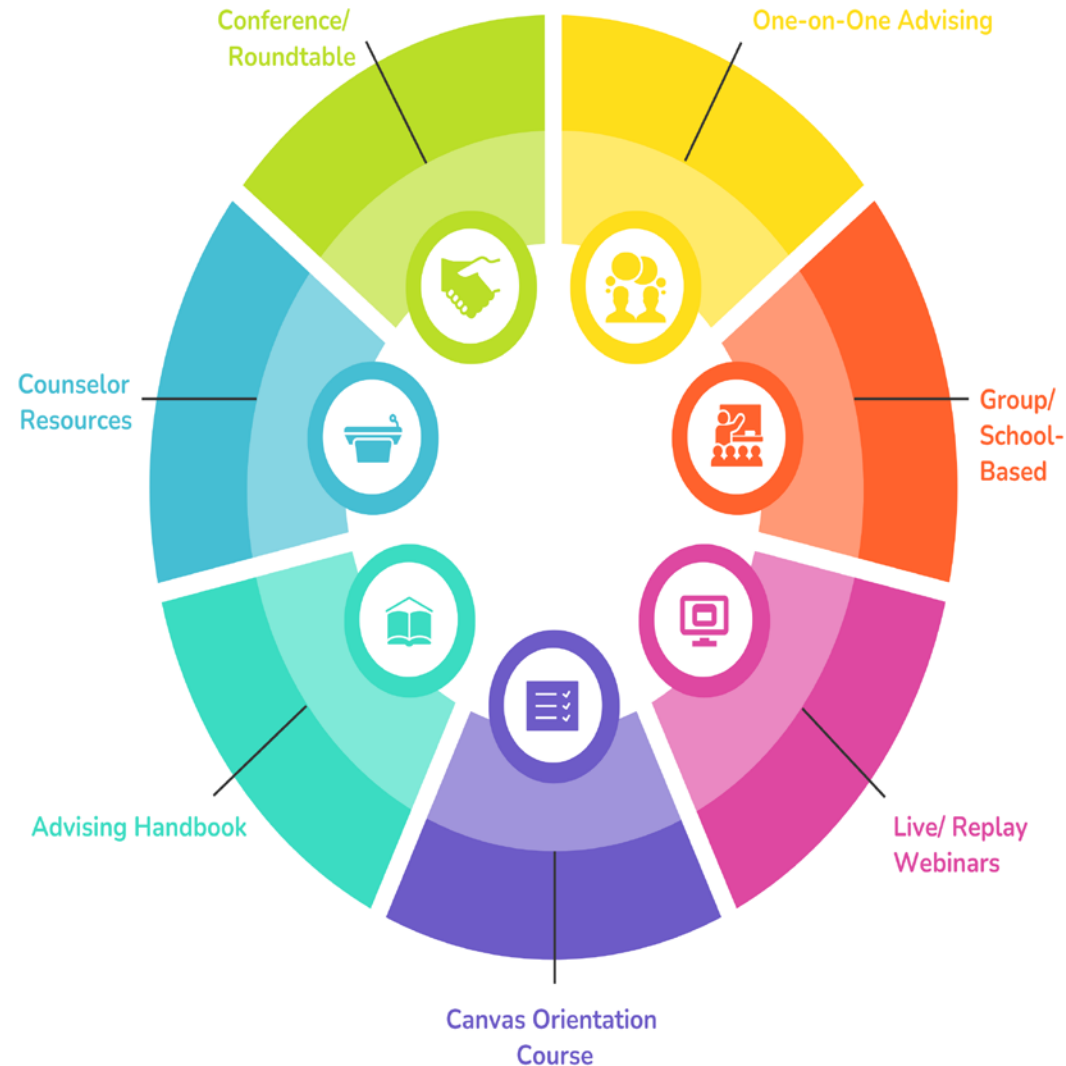 Conference/
Roundtable
One-on-One Advising
Counselor
Resources
Group/
School-
Based
Advising Handbook
Live/ Replay
Webinars
Canvas Orientation
Course